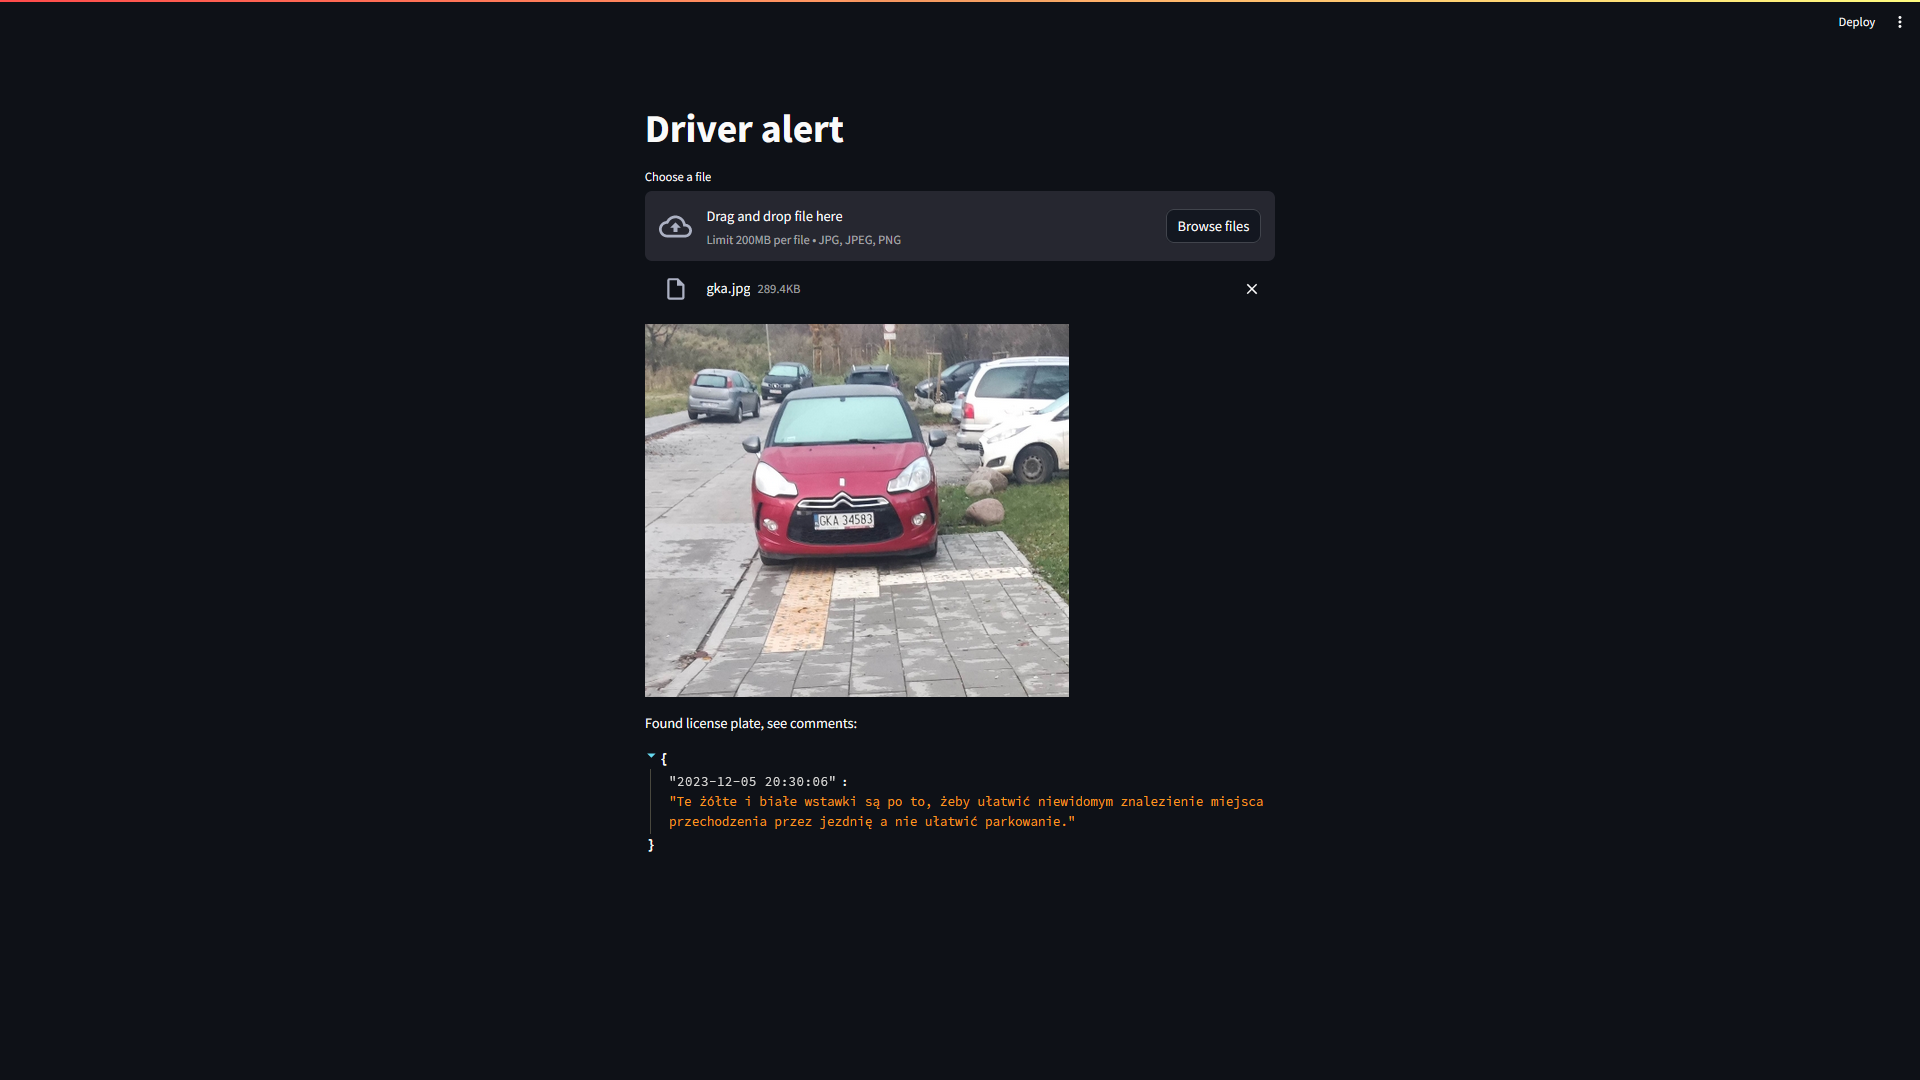 Deploy
Driver alert
Choose a file
Drag and drop file here
Limit 200MB per file • JPG, JPEG, PNG
Browse files
gka.jpg 289.4KB
GKA 34583
Found license plate, see comments:
{
"2023-12-05 20:30:06" :
"Te żółte i białe wstawki są po to, żeby ułatwić niewidomym znalezienie miejsca
przechodzenia przez jezdnię a nie ułatwić parkowanie."
}